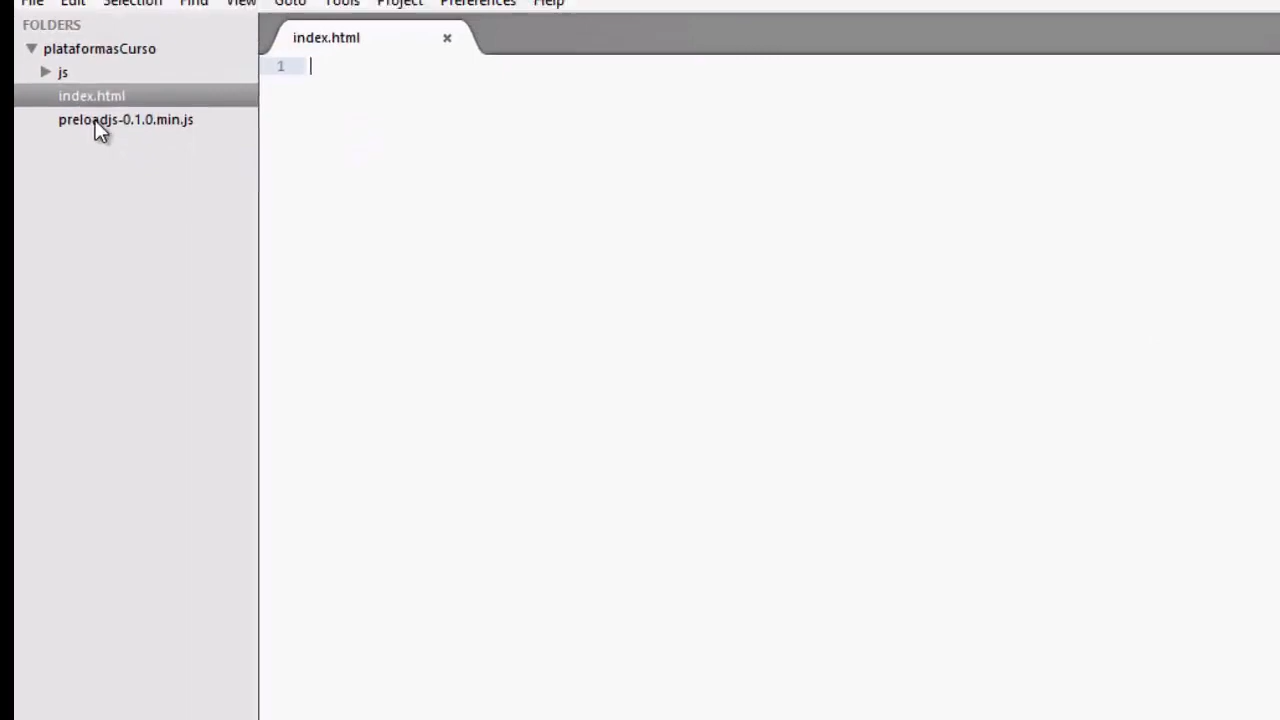 File Edit Selection Find View Goto Tools Project Preferences Help
FOLDERS
plataformasCurso
js
index.html
preloadjs-0.1.0.min.js
index.html
1